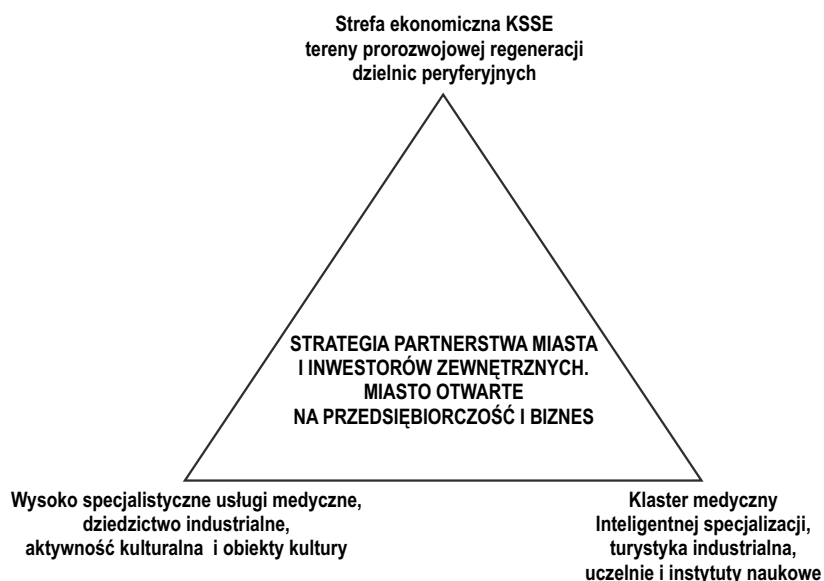 Strefa ekonomiczna KSSE
tereny prorozwojowej regeneracji
dzielnic peryferyjnych
STRATEGIA PARTNERSTWA MIASTA
I INWESTORÓW ZEWNĘTRZNYCH.
MIASTO OTWARTE
NA PRZEDSIĘBIORCZOŚĆ I BIZNES
Wysoko specjalistyczne usługi medyczne,
dziedzictwo industrialne,
aktywność kulturalna i obiekty kultury
Klaster medyczny
Inteligentnej specjalizacji,
turystyka industrialna,
uczelnie i instytuty naukowe